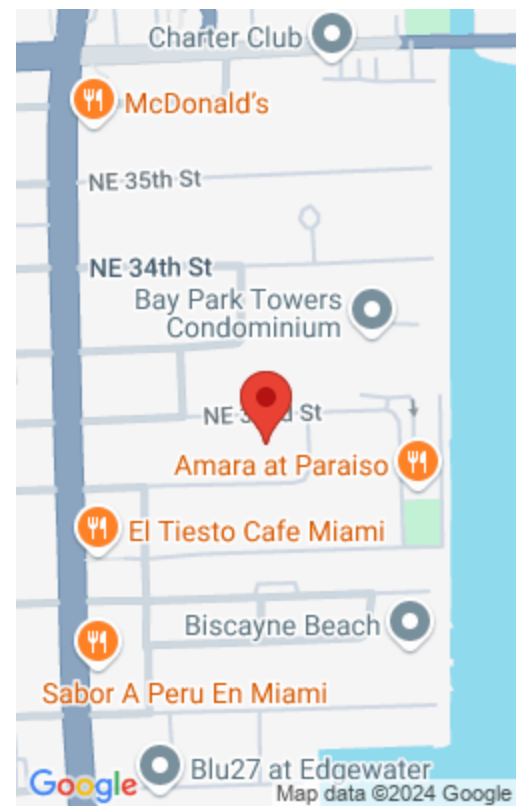 Charter Club
McDonald's
NE 35th St
NE 34th St
Bay Park Towers
Condominium
NE 3 d St
Amara at Paraiso
El Tiesto Cafe Miami
Biscayne Beach
Sabor A Peru En Miami
Blu27 at Edgewater
Google
Map data ©2024 Google